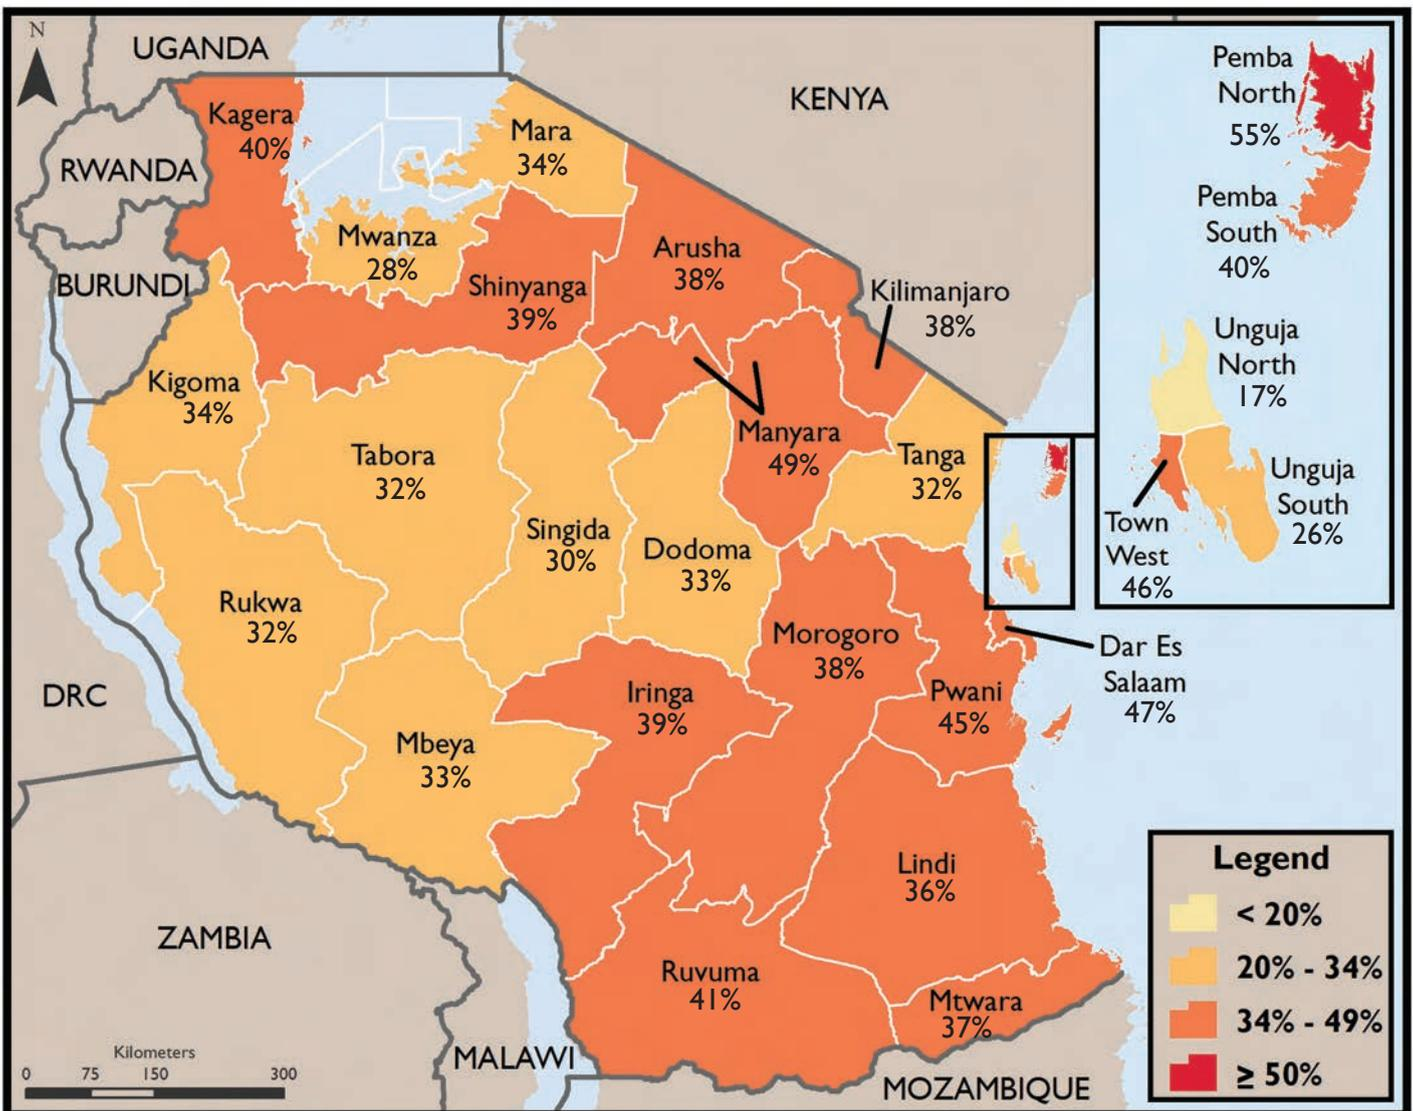 N
UGANDA
KENYA
RWANDA
BURUNDI
Kagera
40%
Mara
34%
Mwanza
28%
Shinyanga
39%
Arusha
38%
Kilimanjaro
38%
Kigoma
34%
Tabora
32%
Manyara
49%
Tanga
32%
Singida
30%
Dodoma
33%
Rukwa
32%
Morogoro
38%
Dar Es
Salaam
47%
DRC
Iringa
39%
Pwani
45%
Mbeya
33%
Lindi
36%
ZAMBIA
Ruvuma
41%
Mtwara
37%
MALAWI
MOZAMBIQUE
Kilometers
0 75 150 300
Pemba
North
55%
Pemba
South
40%
Unguja
North
17%
Unguja
South
26%
Town
West
46%
Legend
< 20%
20% - 34%
34% - 49%
≥ 50%